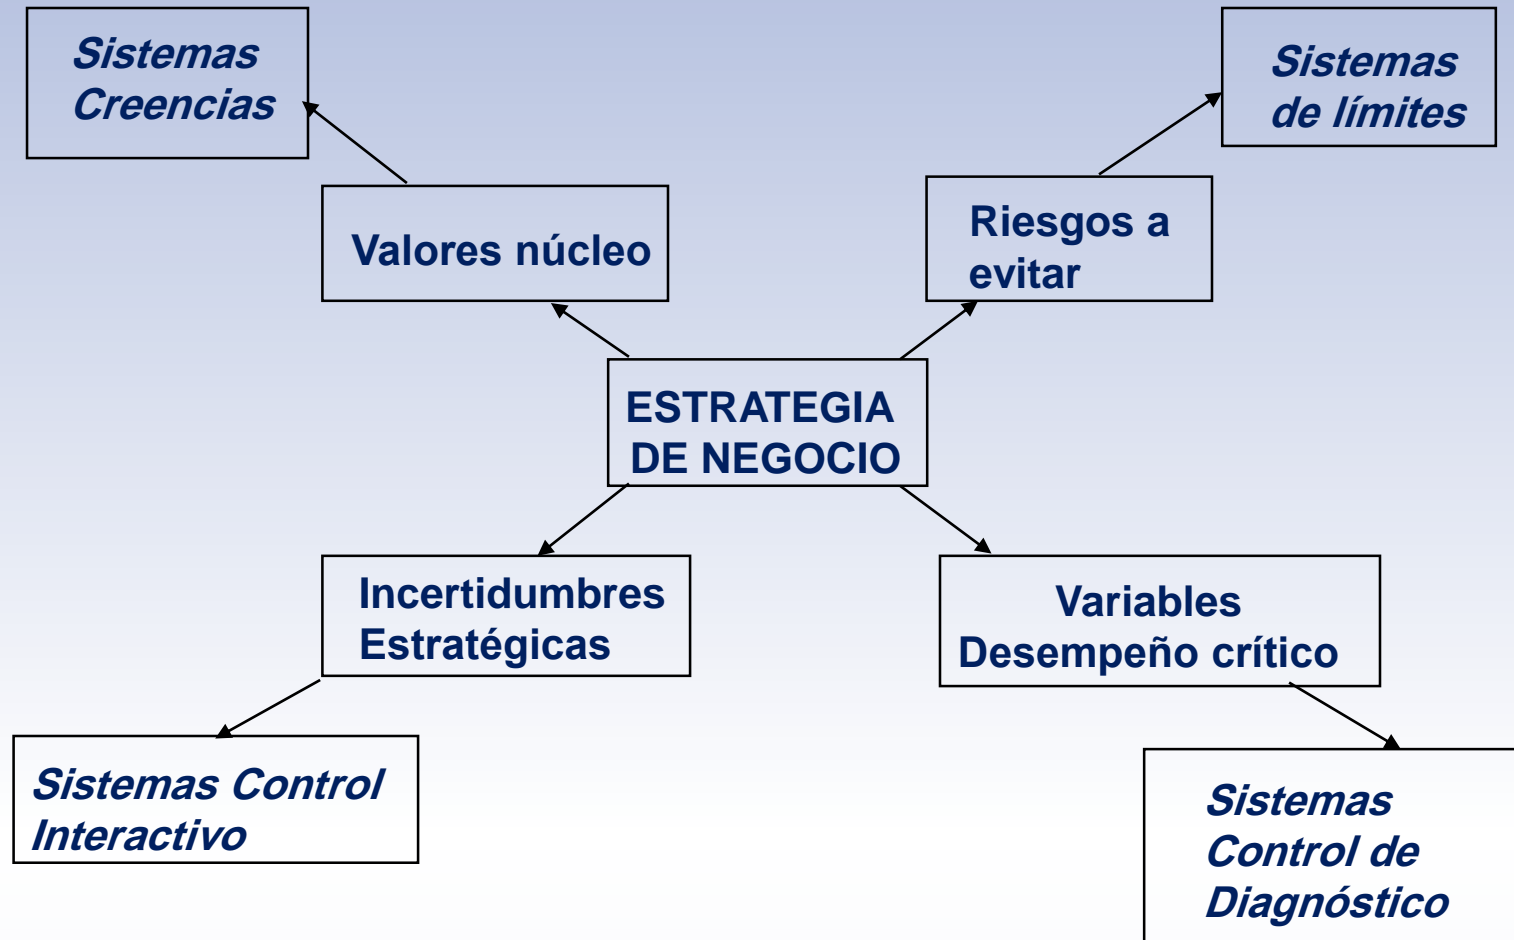 Sistemas
Creencias
Sistemas
de límites
Valores núcleo
Riesgos a
evitar
ESTRATEGIA
DE NEGOCIO
Incertidumbres
Estratégicas
Variables
Desempeño crítico
Sistemas Control
Interactivo
Sistemas
Control de
Diagnóstico